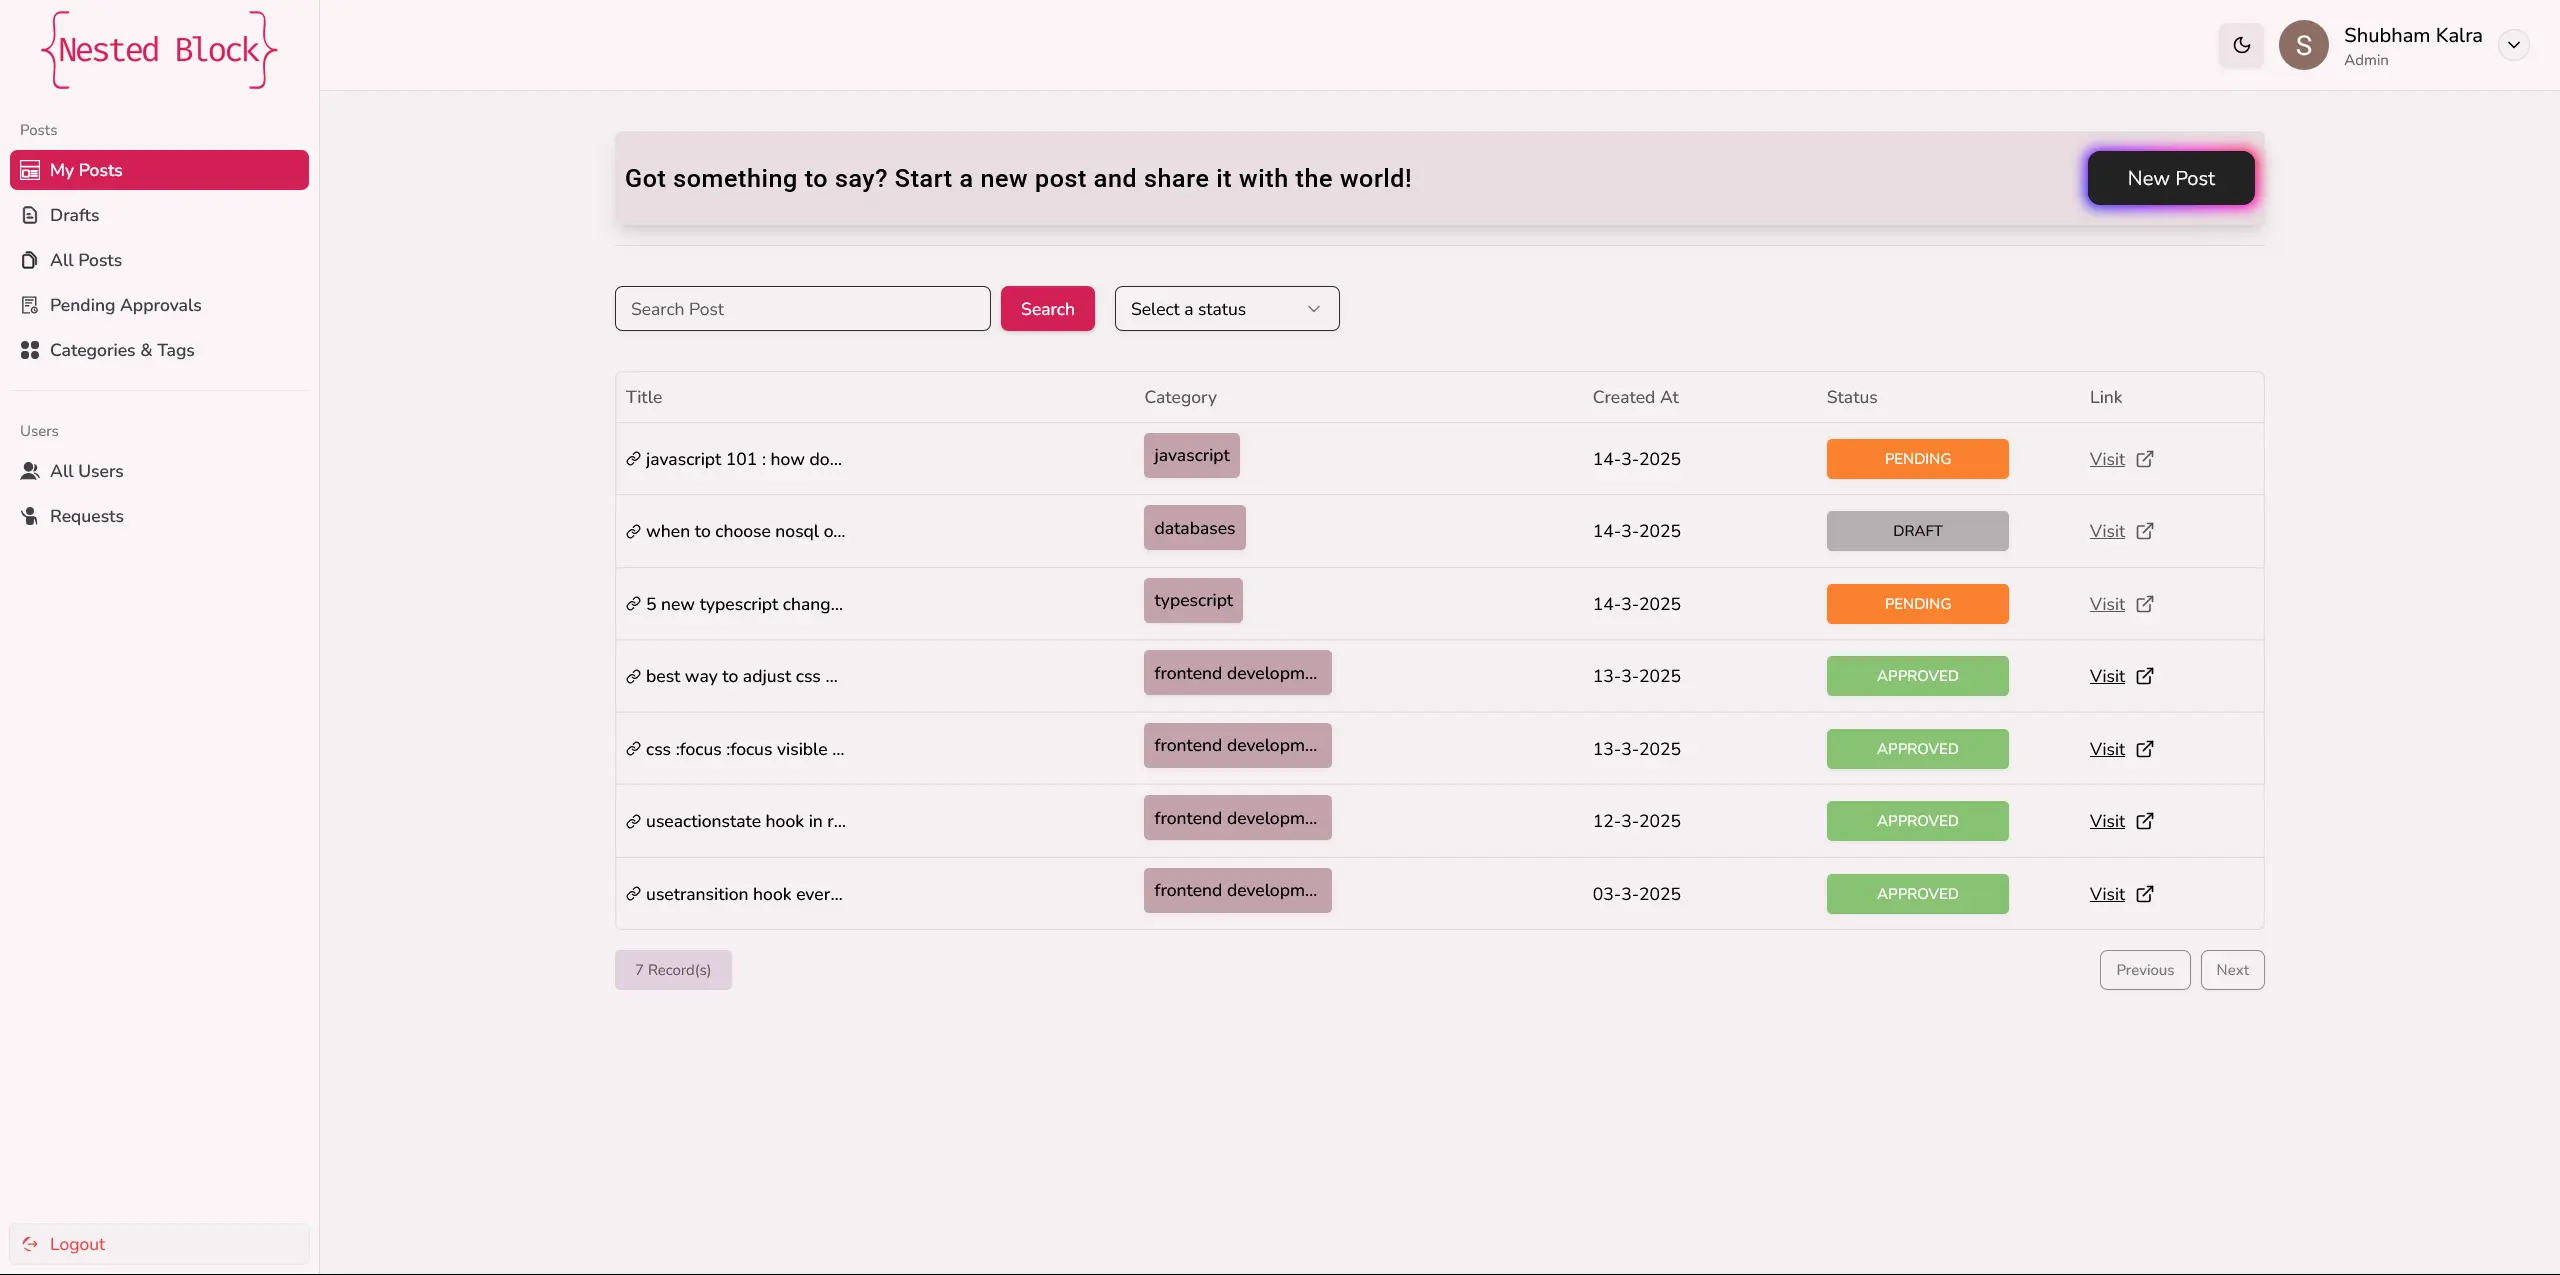 {Nested Block}
Shubham Kalra
Admin
S
Posts
My Posts
Drafts
All Posts
Pending Approvals
Categories & Tags
Users
All Users
Requests
Logout
Got something to say? Start a new post and share it with the world!
New Post
Search Post
Search
Select a status
Title Category Created At Status Link
javascript 101 : how do... javascript 14-3-2025 PENDING Visit
when to choose nosql o... databases 14-3-2025 DRAFT Visit
5 new typescript chang... typescript 14-3-2025 PENDING Visit
best way to adjust css ... frontend developm... 13-3-2025 APPROVED Visit
css :focus :focus visible ... frontend developm... 13-3-2025 APPROVED Visit
useactionstate hook in r... frontend developm... 12-3-2025 APPROVED Visit
usetransition hook ever... frontend developm... 03-3-2025 APPROVED Visit
7 Record(s)
Previous
Next